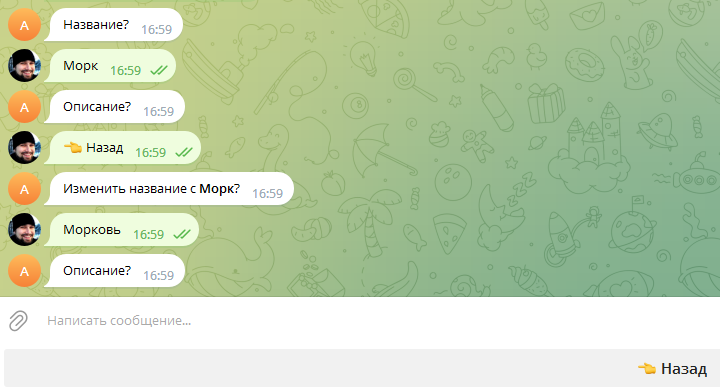 А
Название?
16:59
Морк
16:59
А
Описание?
16:59
👈 Назад
16:59
А
Изменить название с Морк?
16:59
Морковь
16:59
А
Описание?
16:59
Написать сообщение...
👈 Назад